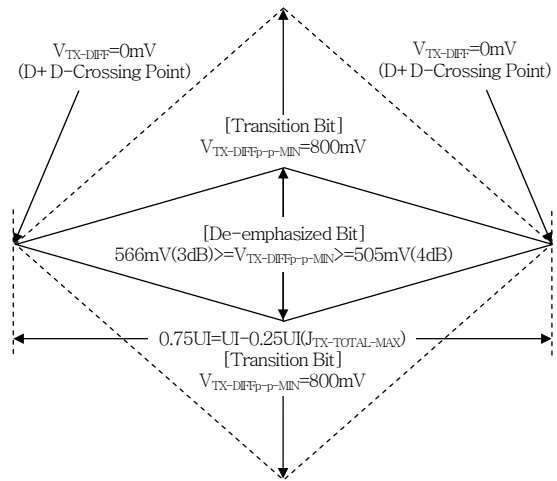 V_TX-DIFF=0mV
(D+ D-Crossing Point)
V_TX-DIFF=0mV
(D+ D-Crossing Point)
[Transition Bit]
V_TX-DIFFp-p-MIN=800mV
[De-emphasized Bit]
566mV(3dB)>=V_TX-DIFFp-p-MIN>=505mV(4dB)
0.75UI=UI-0.25UI(J_TX-TOTAL-MAX)
[Transition Bit]
V_TX-DIFFp-p-MIN=800mV